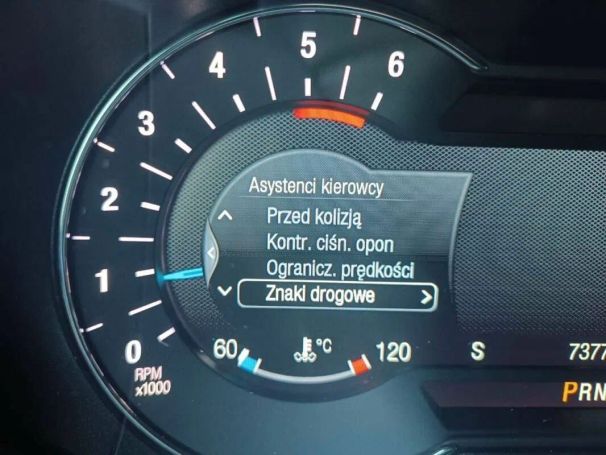 5
4
6
3
2
1
0
RPM
x1000
Asystenci kierowcy
Przed kolizją
Kontr. ciśn. opon
Ogranicz. prędkości
Znaki drogowe
60 °C 120
S
7377
PRN